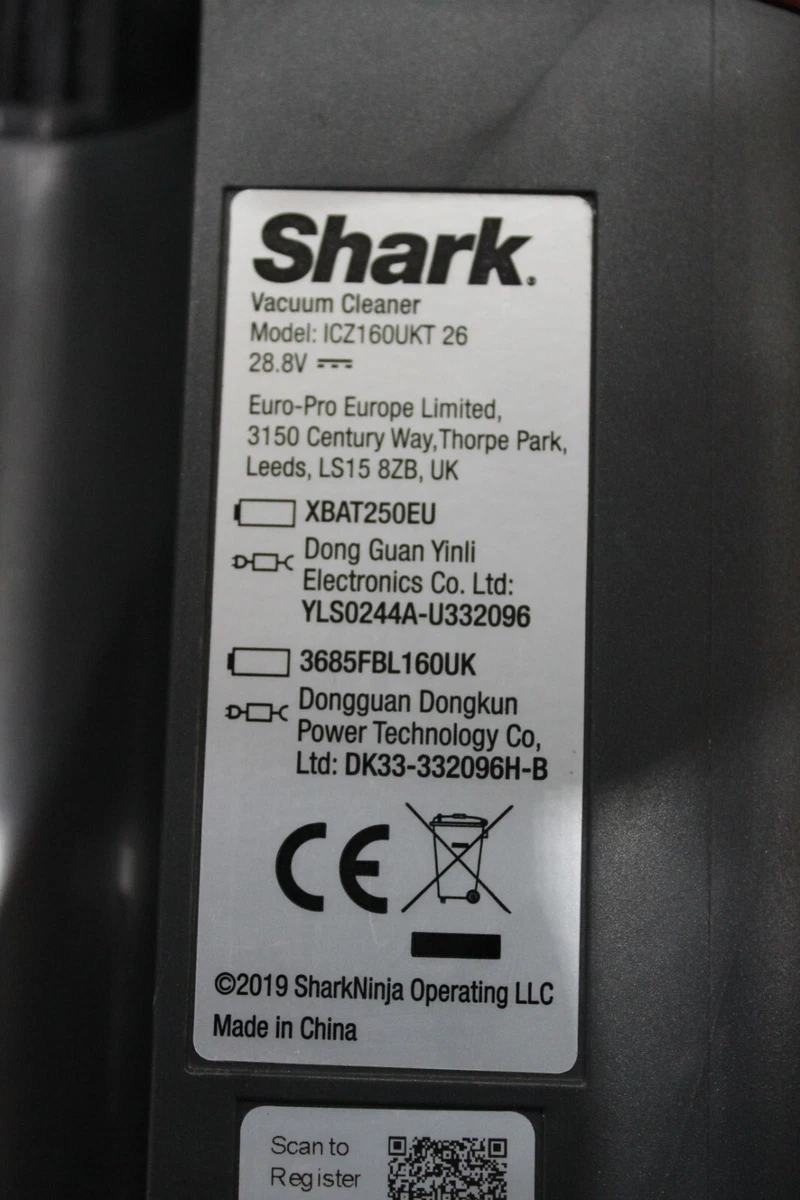 Shark.
Vacuum Cleaner
Model: ICZ160UKT 26
28.8V
Euro-Pro Europe Limited,
3150 Century Way,Thorpe Park,
Leeds, LS15 8ZB, UK
XBAT250EU
Dong Guan Yinli
Electronics Co. Ltd:
YLS0244A-U332096
3685FBL160UK
Dongguan Dongkun
Power Technology Co,
Ltd: DK33-332096H-B
CE
©2019 SharkNinja Operating LLC
Made in China
Scan to
Register